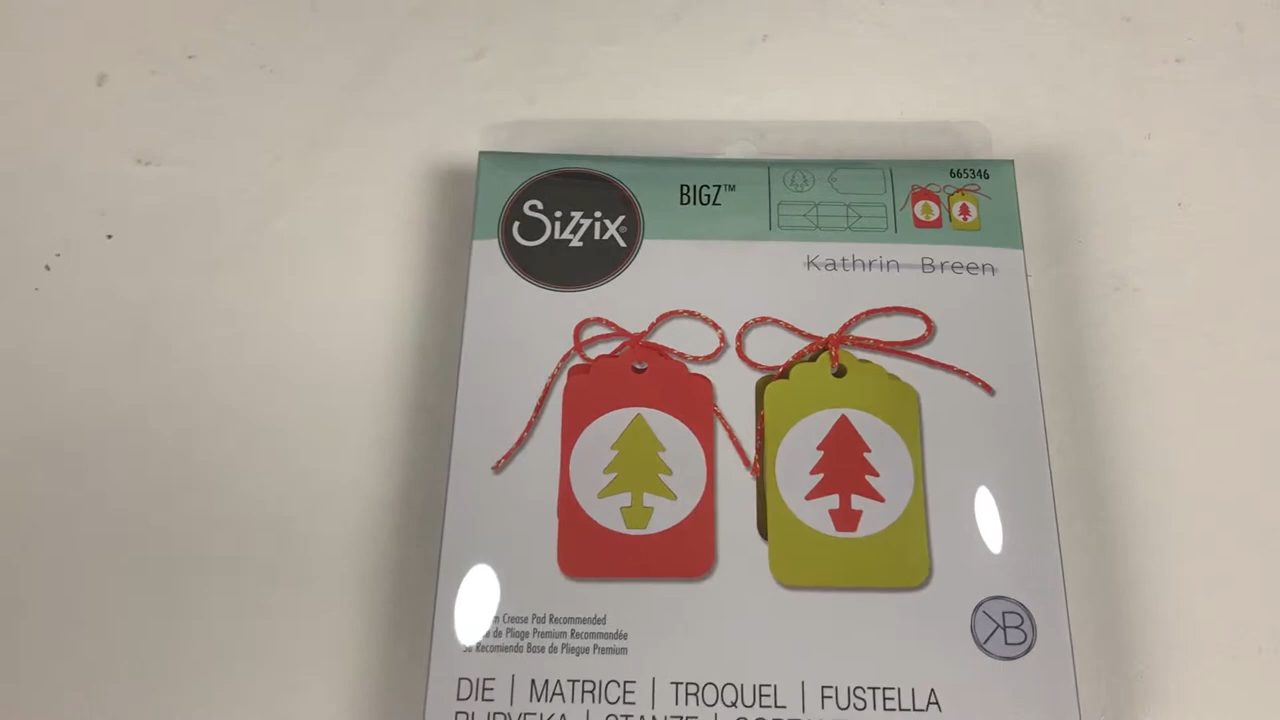 665346
BIGZ™
Sizzix®
Kathrin Breen
Crease Pad Recommended
de Pliage Premium Recommandée
Se Recomienda Base de Pliegue Premium
KB
DIE | MATRICE | TROQUEL | FUSTELLA